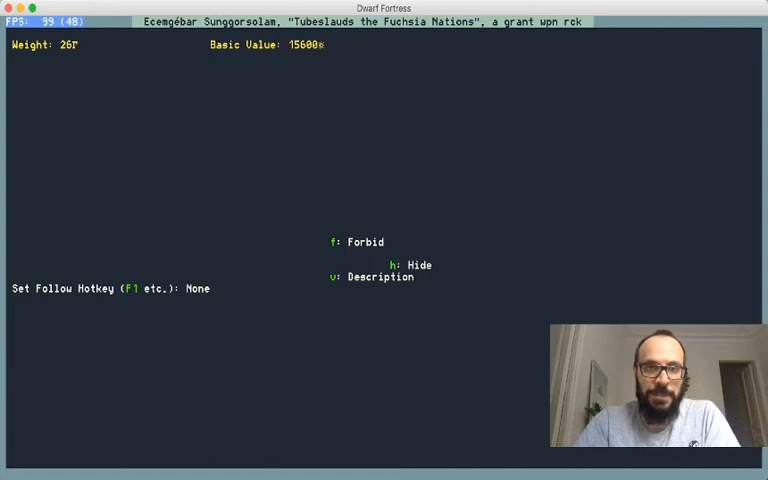 Dwarf Fortress
FPS: 99 (48)
Ecemgébar Sunggorsolam, "Tubeslauds the Fuchsia Nations", a grant wpn rck
Weight: 26Γ Basic Value: 15600☼
f: Forbid
h: Hide
v: Description
Set Follow Hotkey (F1 etc.): None